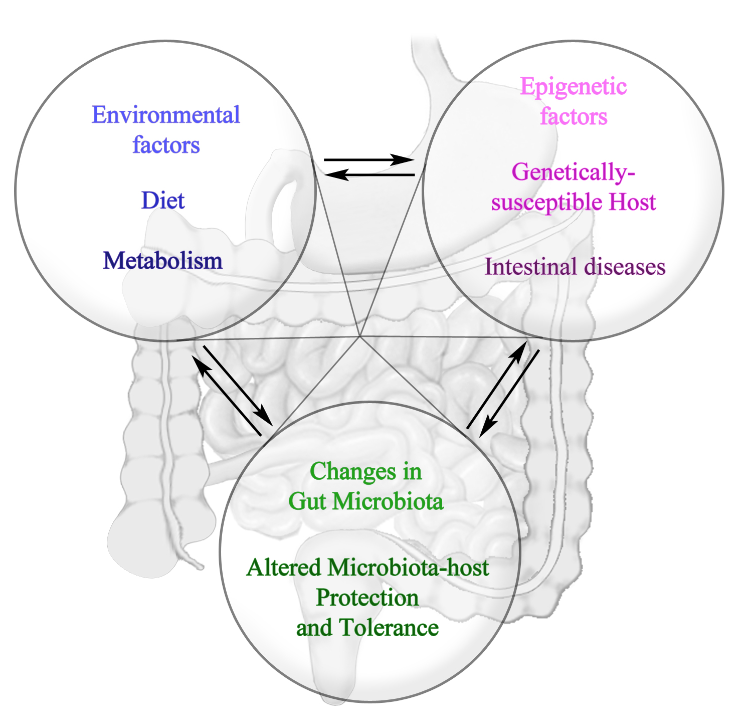 Environmental
factors
Diet
Metabolism
Epigenetic
factors
Genetically-
susceptible Host
Intestinal diseases
Changes in
Gut Microbiota
Altered Microbiota-host
Protection
and Tolerance